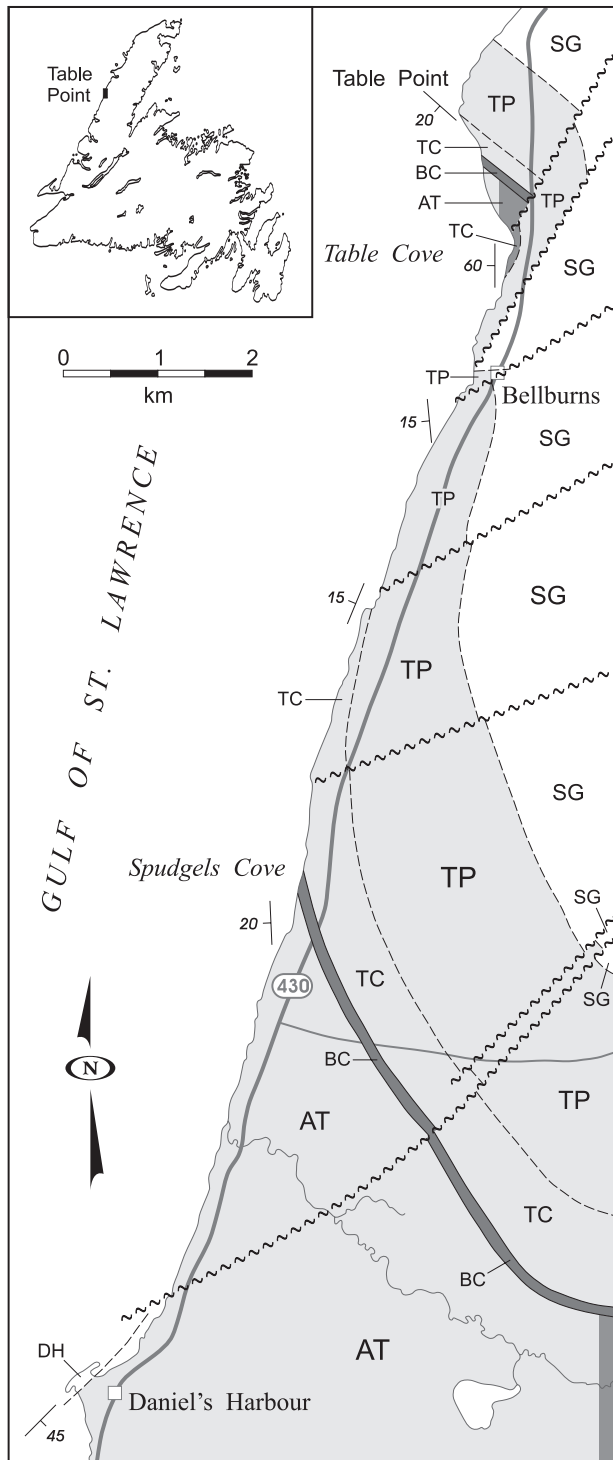 Table
Point
SG
Table Point
TP
20
TC
BC
AT
TP
TC
Table Cove
60
SG
0 1 2
km
TP
Bellburns
15
SG
TP
GULF OF ST. LAWRENCE
15
SG
TP
TC
SG
Spudgels Cove
TP
SG
20
SG
430
TC
N
BC
TP
AT
TC
BC
DH
AT
Daniel's Harbour
45